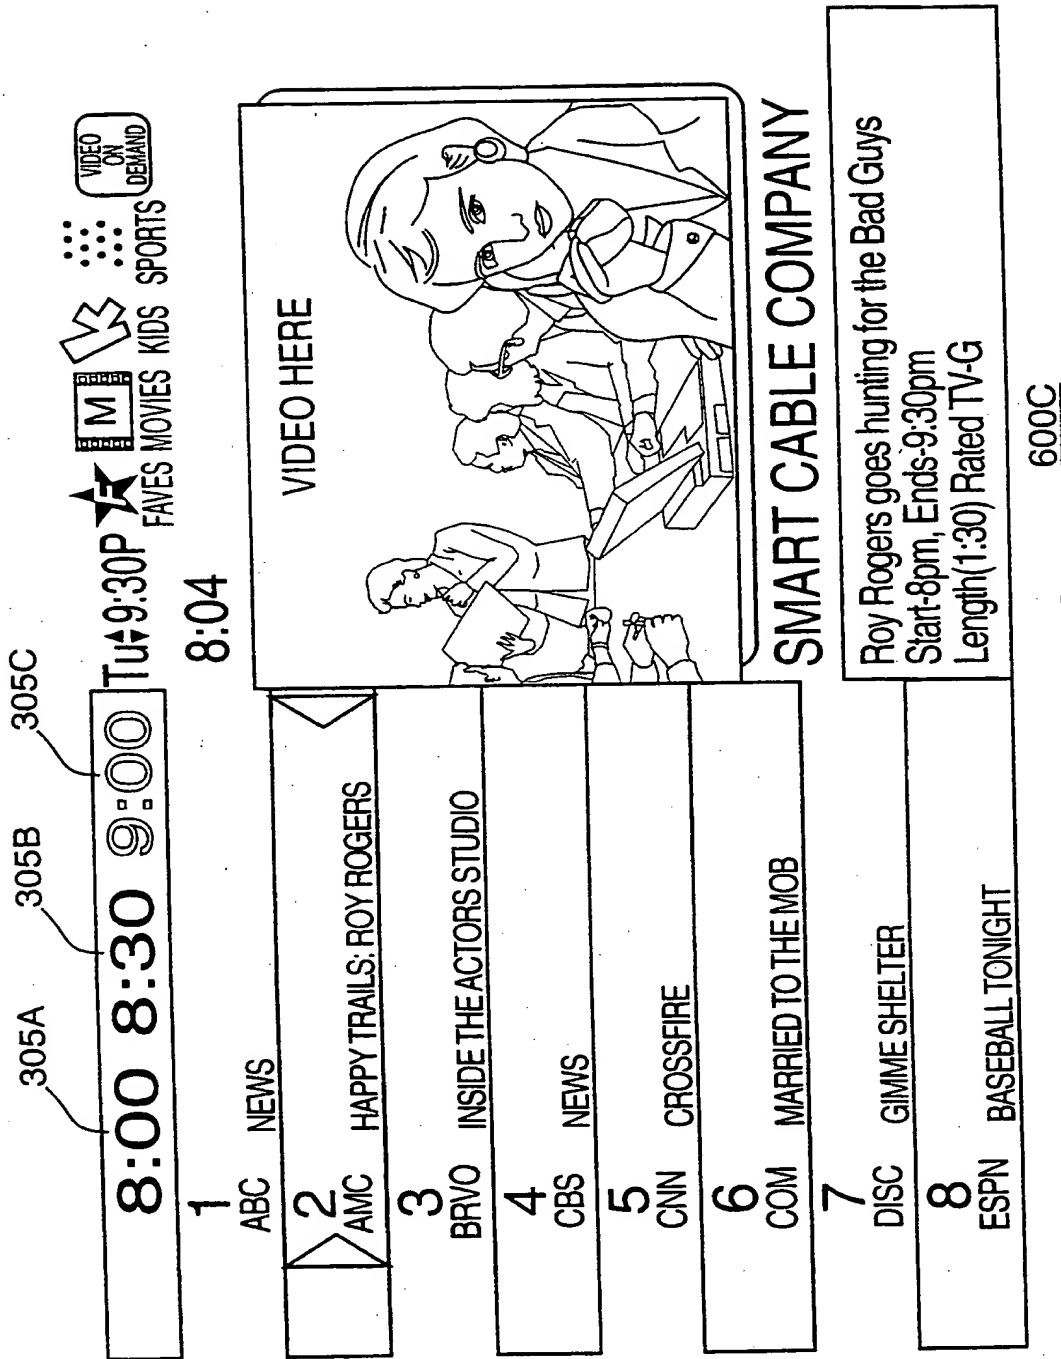 305A
305B
305C
8:00 8:30 9:00 Tu 9:30P
F
FAVES
M
MOVIES
KIDS
SPORTS
VIDEO
ON
DEMAND
8:04
1
ABC NEWS
2
AMC HAPPY TRAILS: ROY ROGERS
3
BRVO INSIDE THE ACTORS STUDIO
4
CBS NEWS
5
CNN CROSSFIRE
6
COM MARRIED TO THE MOB
7
DISC GIMME SHELTER
8
ESPN BASEBALL TONIGHT
VIDEO HERE
SMART CABLE COMPANY
Roy Rogers goes hunting for the Bad Guys
Start-8pm, Ends-9:30pm
Length(1:30) Rated TV-G
600C